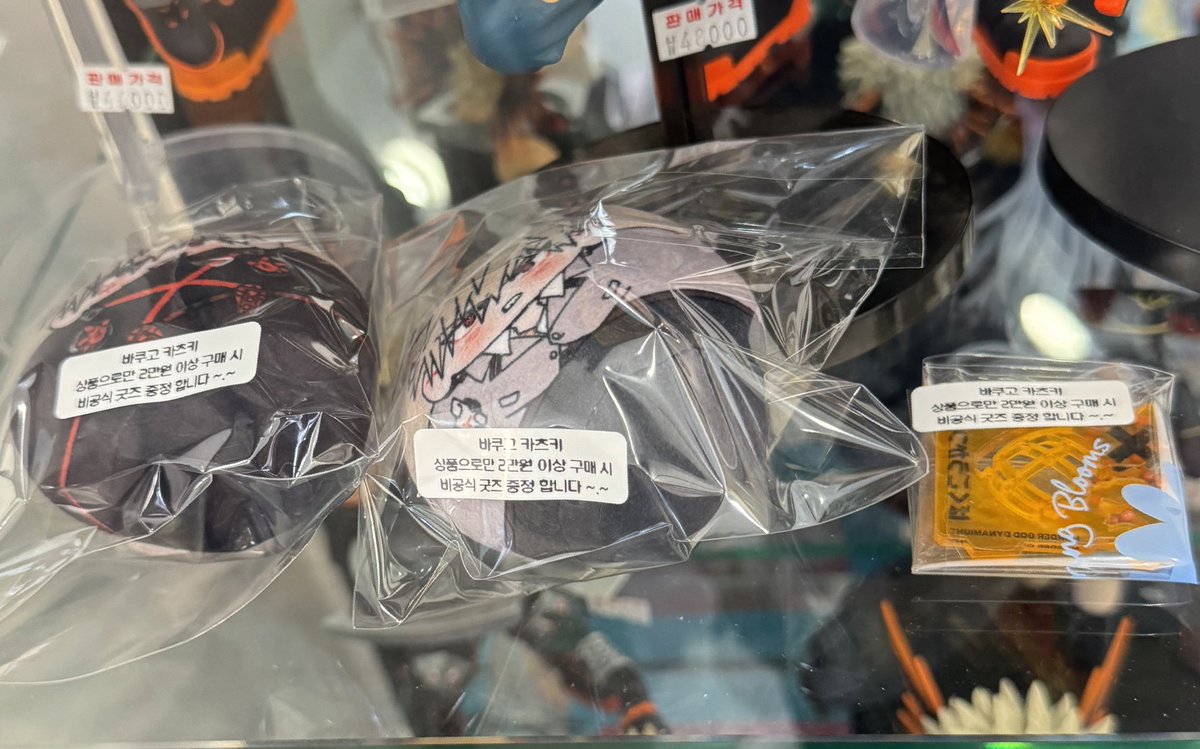 판매가격
판매가격
₩48000
바쿠고 카츠키
상품으로만 2만원 이상 구매 시
비공식 굿즈 증정 합니다 ~.~
바쿠고 카츠키
상품으로만 2만원 이상 구매 시
비공식 굿즈 증정 합니다 ~.~
바쿠고 카츠키
상품으로만 2만원 이상 구매 시
비공식 굿즈 증정 합니다 ~.~
Blooms
DER GOD DYNAMIGHT